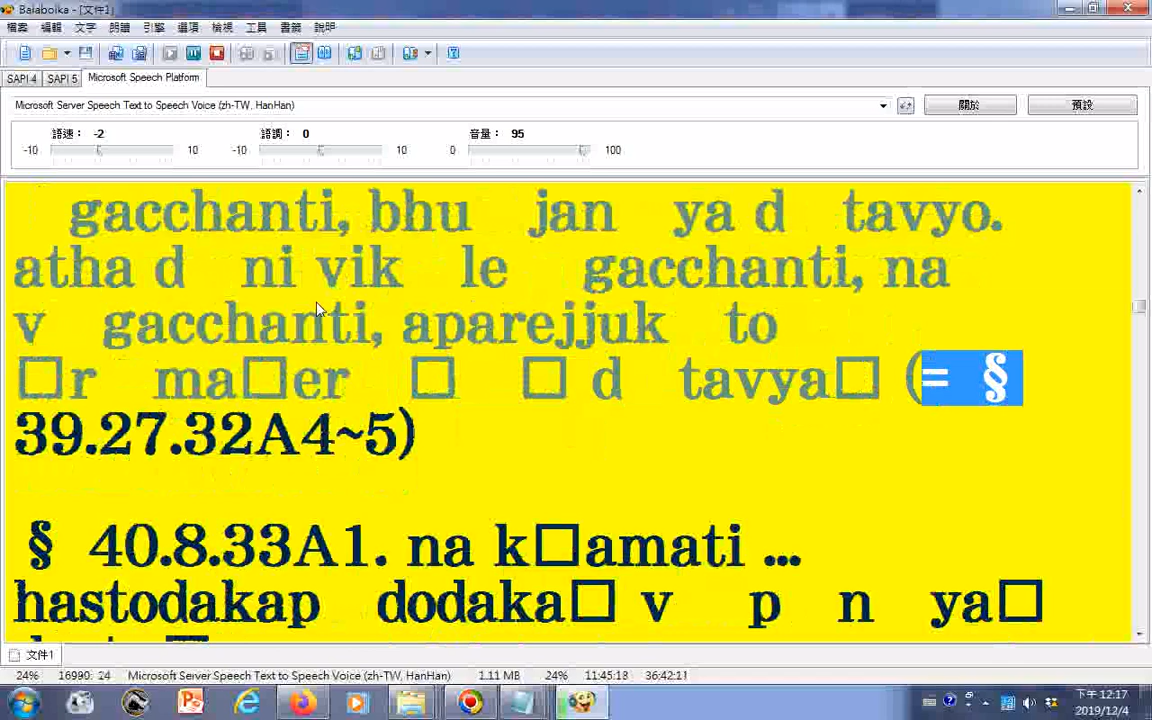 Balabolka - [文件1]
檔案 編輯 文字 朗讀 引擎 選項 檢視 工具 書籤 說明
SAPI 4 SAPI 5 Microsoft Speech Platform
Microsoft Server Speech Text to Speech Voice (zh-TW, HanHan) 關於 預設
語速： -2 語調： 0 音量： 95
-10 10 -10 10 0 100
gacchanti, bhu jan ya d tavyo.
atha d ni vik le gacchanti, na
v gacchanti, aparejjuk to
□r ma□er □ □ d tavya□ (= §
39.27.32A4~5)
§ 40.8.33A1. na k□amati ...
hastodakap dodaka□ v p n ya□
文件1
24% 16990: 24 Microsoft Server Speech Text to Speech Voice (zh-TW, HanHan) 1.11 MB 24% 11:45:18 36:42:11
下午 12:17
2019/12/4